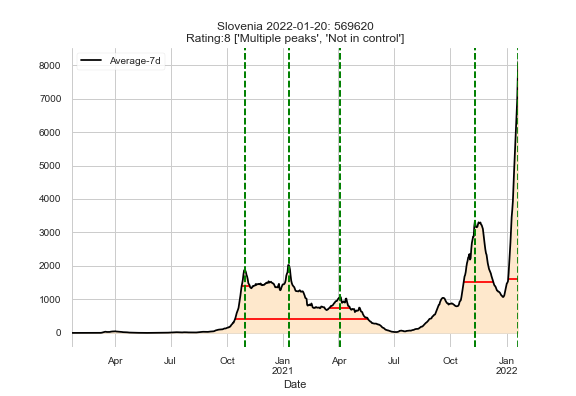 Slovenia 2022-01-20: 569620
Rating:8 ['Multiple peaks', 'Not in control']
Average-7d
8000
7000
6000
5000
4000
3000
2000
1000
0
Apr Jul Oct Jan Apr Jul Oct Jan
2021 2022
Date